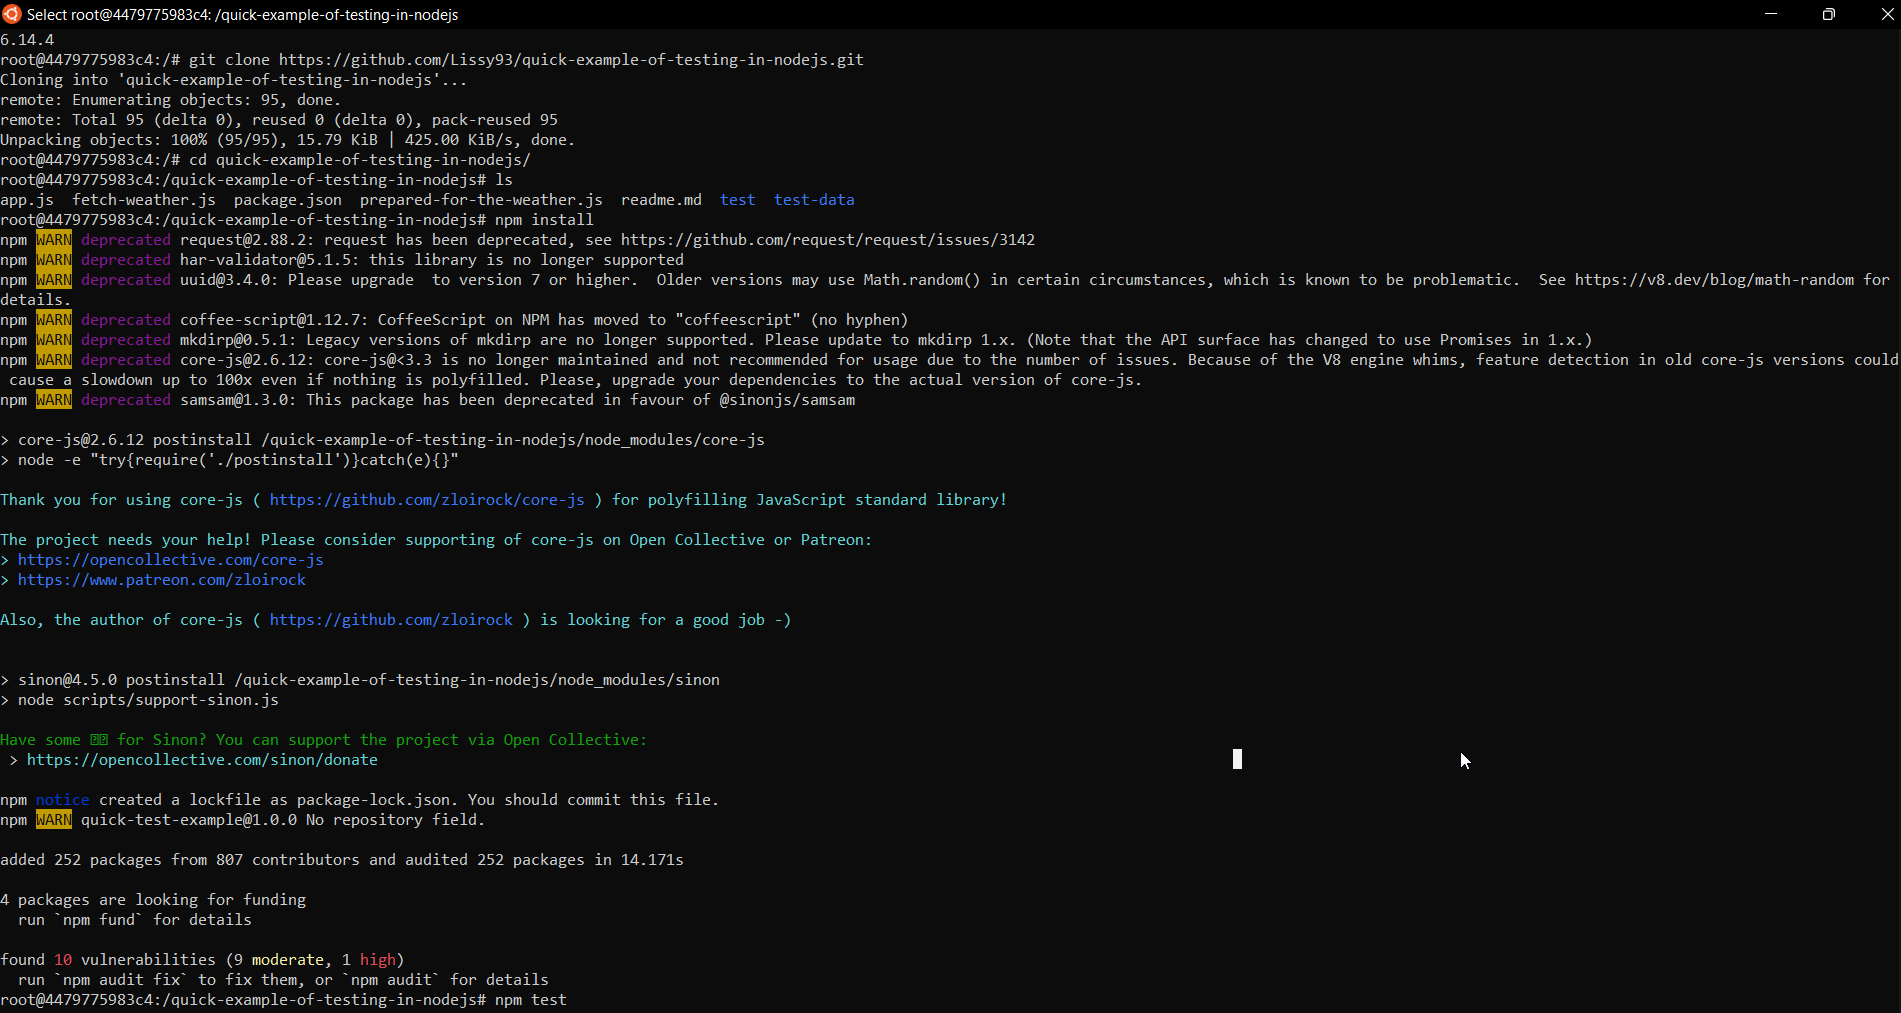 Select root@4479775983c4: /quick-example-of-testing-in-nodejs
6.14.4
root@4479775983c4:/# git clone https://github.com/Lissy93/quick-example-of-testing-in-nodejs.git
Cloning into 'quick-example-of-testing-in-nodejs'...
remote: Enumerating objects: 95, done.
remote: Total 95 (delta 0), reused 0 (delta 0), pack-reused 95
Unpacking objects: 100% (95/95), 15.79 KiB | 425.00 KiB/s, done.
root@4479775983c4:/# cd quick-example-of-testing-in-nodejs/
root@4479775983c4:/quick-example-of-testing-in-nodejs# ls
app.js  fetch-weather.js  package.json  prepared-for-the-weather.js  readme.md  test  test-data
root@4479775983c4:/quick-example-of-testing-in-nodejs# npm install
npm WARN deprecated request@2.88.2: request has been deprecated, see https://github.com/request/request/issues/3142
npm WARN deprecated har-validator@5.1.5: this library is no longer supported
npm WARN deprecated uuid@3.4.0: Please upgrade  to version 7 or higher.  Older versions may use Math.random() in certain circumstances, which is known to be problematic.  See https://v8.dev/blog/math-random for
details.
npm WARN deprecated coffee-script@1.12.7: CoffeeScript on NPM has moved to "coffeescript" (no hyphen)
npm WARN deprecated mkdirp@0.5.1: Legacy versions of mkdirp are no longer supported. Please update to mkdirp 1.x. (Note that the API surface has changed to use Promises in 1.x.)
npm WARN deprecated core-js@2.6.12: core-js@<3.3 is no longer maintained and not recommended for usage due to the number of issues. Because of the V8 engine whims, feature detection in old core-js versions could
 cause a slowdown up to 100x even if nothing is polyfilled. Please, upgrade your dependencies to the actual version of core-js.
npm WARN deprecated samsam@1.3.0: This package has been deprecated in favour of @sinonjs/samsam
> core-js@2.6.12 postinstall /quick-example-of-testing-in-nodejs/node_modules/core-js
> node -e "try{require('./postinstall')}catch(e){}"
Thank you for using core-js ( https://github.com/zloirock/core-js ) for polyfilling JavaScript standard library!
The project needs your help! Please consider supporting of core-js on Open Collective or Patreon:
> https://opencollective.com/core-js
> https://www.patreon.com/zloirock
Also, the author of core-js ( https://github.com/zloirock ) is looking for a good job -)
> sinon@4.5.0 postinstall /quick-example-of-testing-in-nodejs/node_modules/sinon
> node scripts/support-sinon.js
Have some for Sinon? You can support the project via Open Collective:
 > https://opencollective.com/sinon/donate
npm notice created a lockfile as package-lock.json. You should commit this file.
npm WARN quick-test-example@1.0.0 No repository field.
added 252 packages from 807 contributors and audited 252 packages in 14.171s
4 packages are looking for funding
  run `npm fund` for details
found 10 vulnerabilities (9 moderate, 1 high)
  run `npm audit fix` to fix them, or `npm audit` for details
root@4479775983c4:/quick-example-of-testing-in-nodejs# npm test